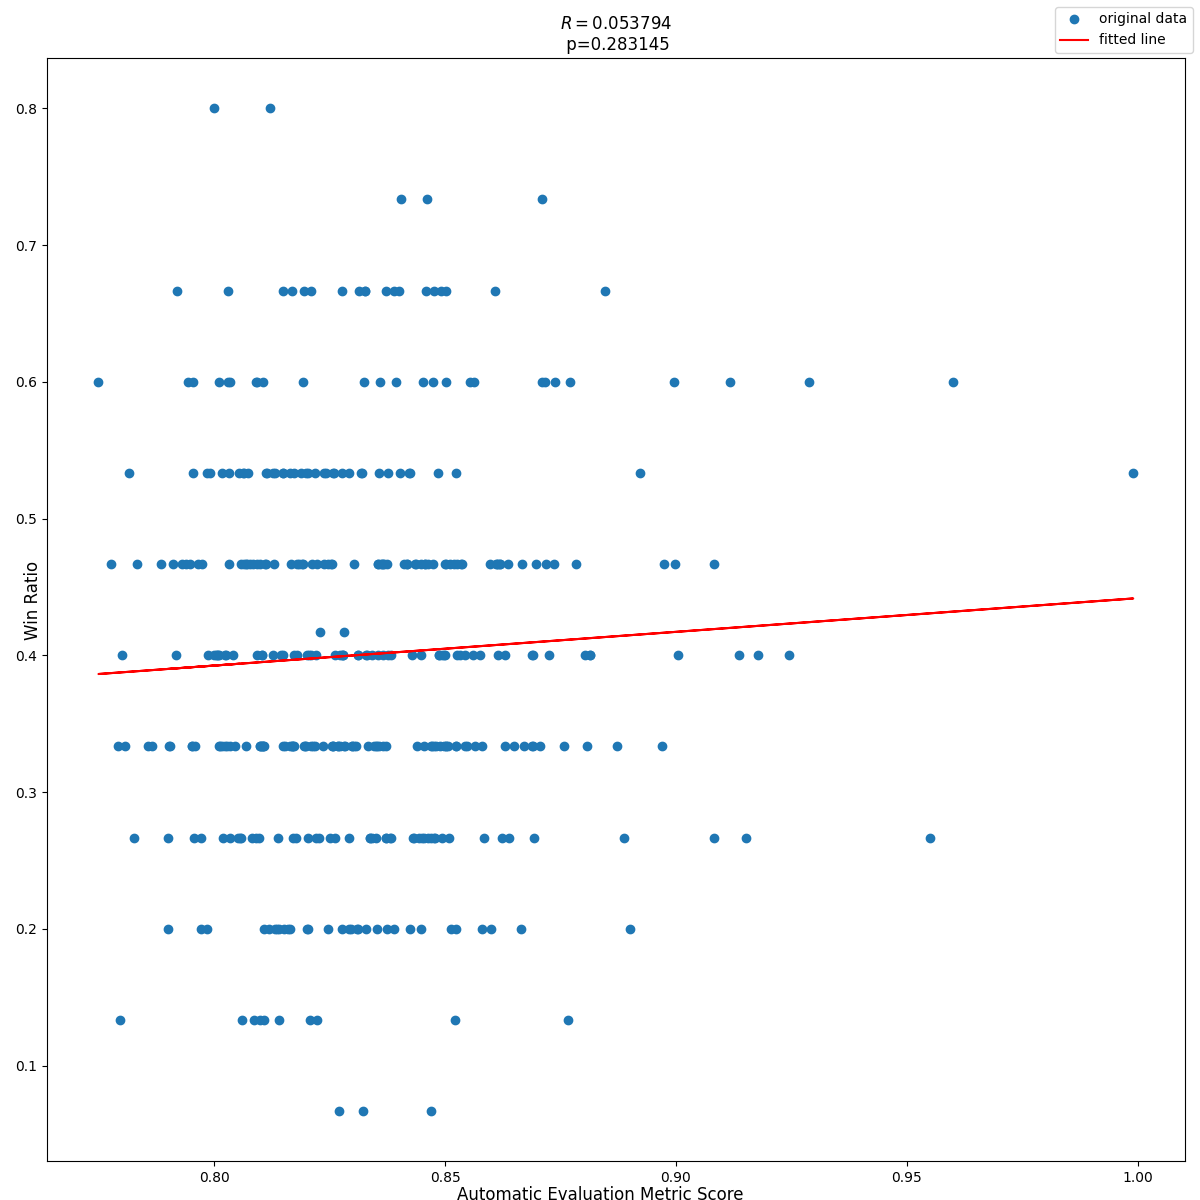 R = 0.053794
p=0.283145
original data
fitted line
Win Ratio
0.8
0.7
0.6
0.5
0.4
0.3
0.2
0.1
0.80
0.85
0.90
0.95
1.00
Automatic Evaluation Metric Score